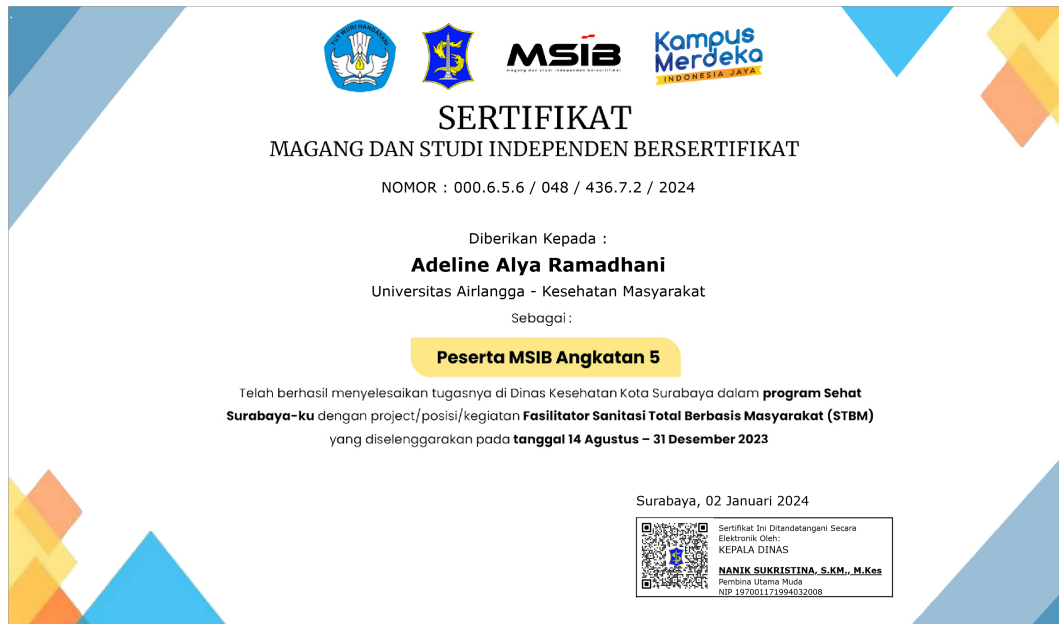 TUT WURI HANDAYANI
MSIB
magang dan studi independen bersertifikat
Kampus
Merdeka
INDONESIA JAYA
SERTIFIKAT
MAGANG DAN STUDI INDEPENDEN BERSERTIFIKAT
NOMOR : 000.6.5.6 / 048 / 436.7.2 / 2024
Diberikan Kepada :
Adeline Alya Ramadhani
Universitas Airlangga - Kesehatan Masyarakat
Sebagai :
Peserta MSIB Angkatan 5
Telah berhasil menyelesaikan tugasnya di Dinas Kesehatan Kota Surabaya dalam program Sehat
Surabaya-ku dengan project/posisi/kegiatan Fasilitator Sanitasi Total Berbasis Masyarakat (STBM)
yang diselenggarakan pada tanggal 14 Agustus – 31 Desember 2023
Surabaya, 02 Januari 2024
Sertifikat Ini Ditandatangani Secara
Elektronik Oleh:
KEPALA DINAS
NANIK SUKRISTINA, S.KM., M.Kes
Pembina Utama Muda
NIP 197001171994032008